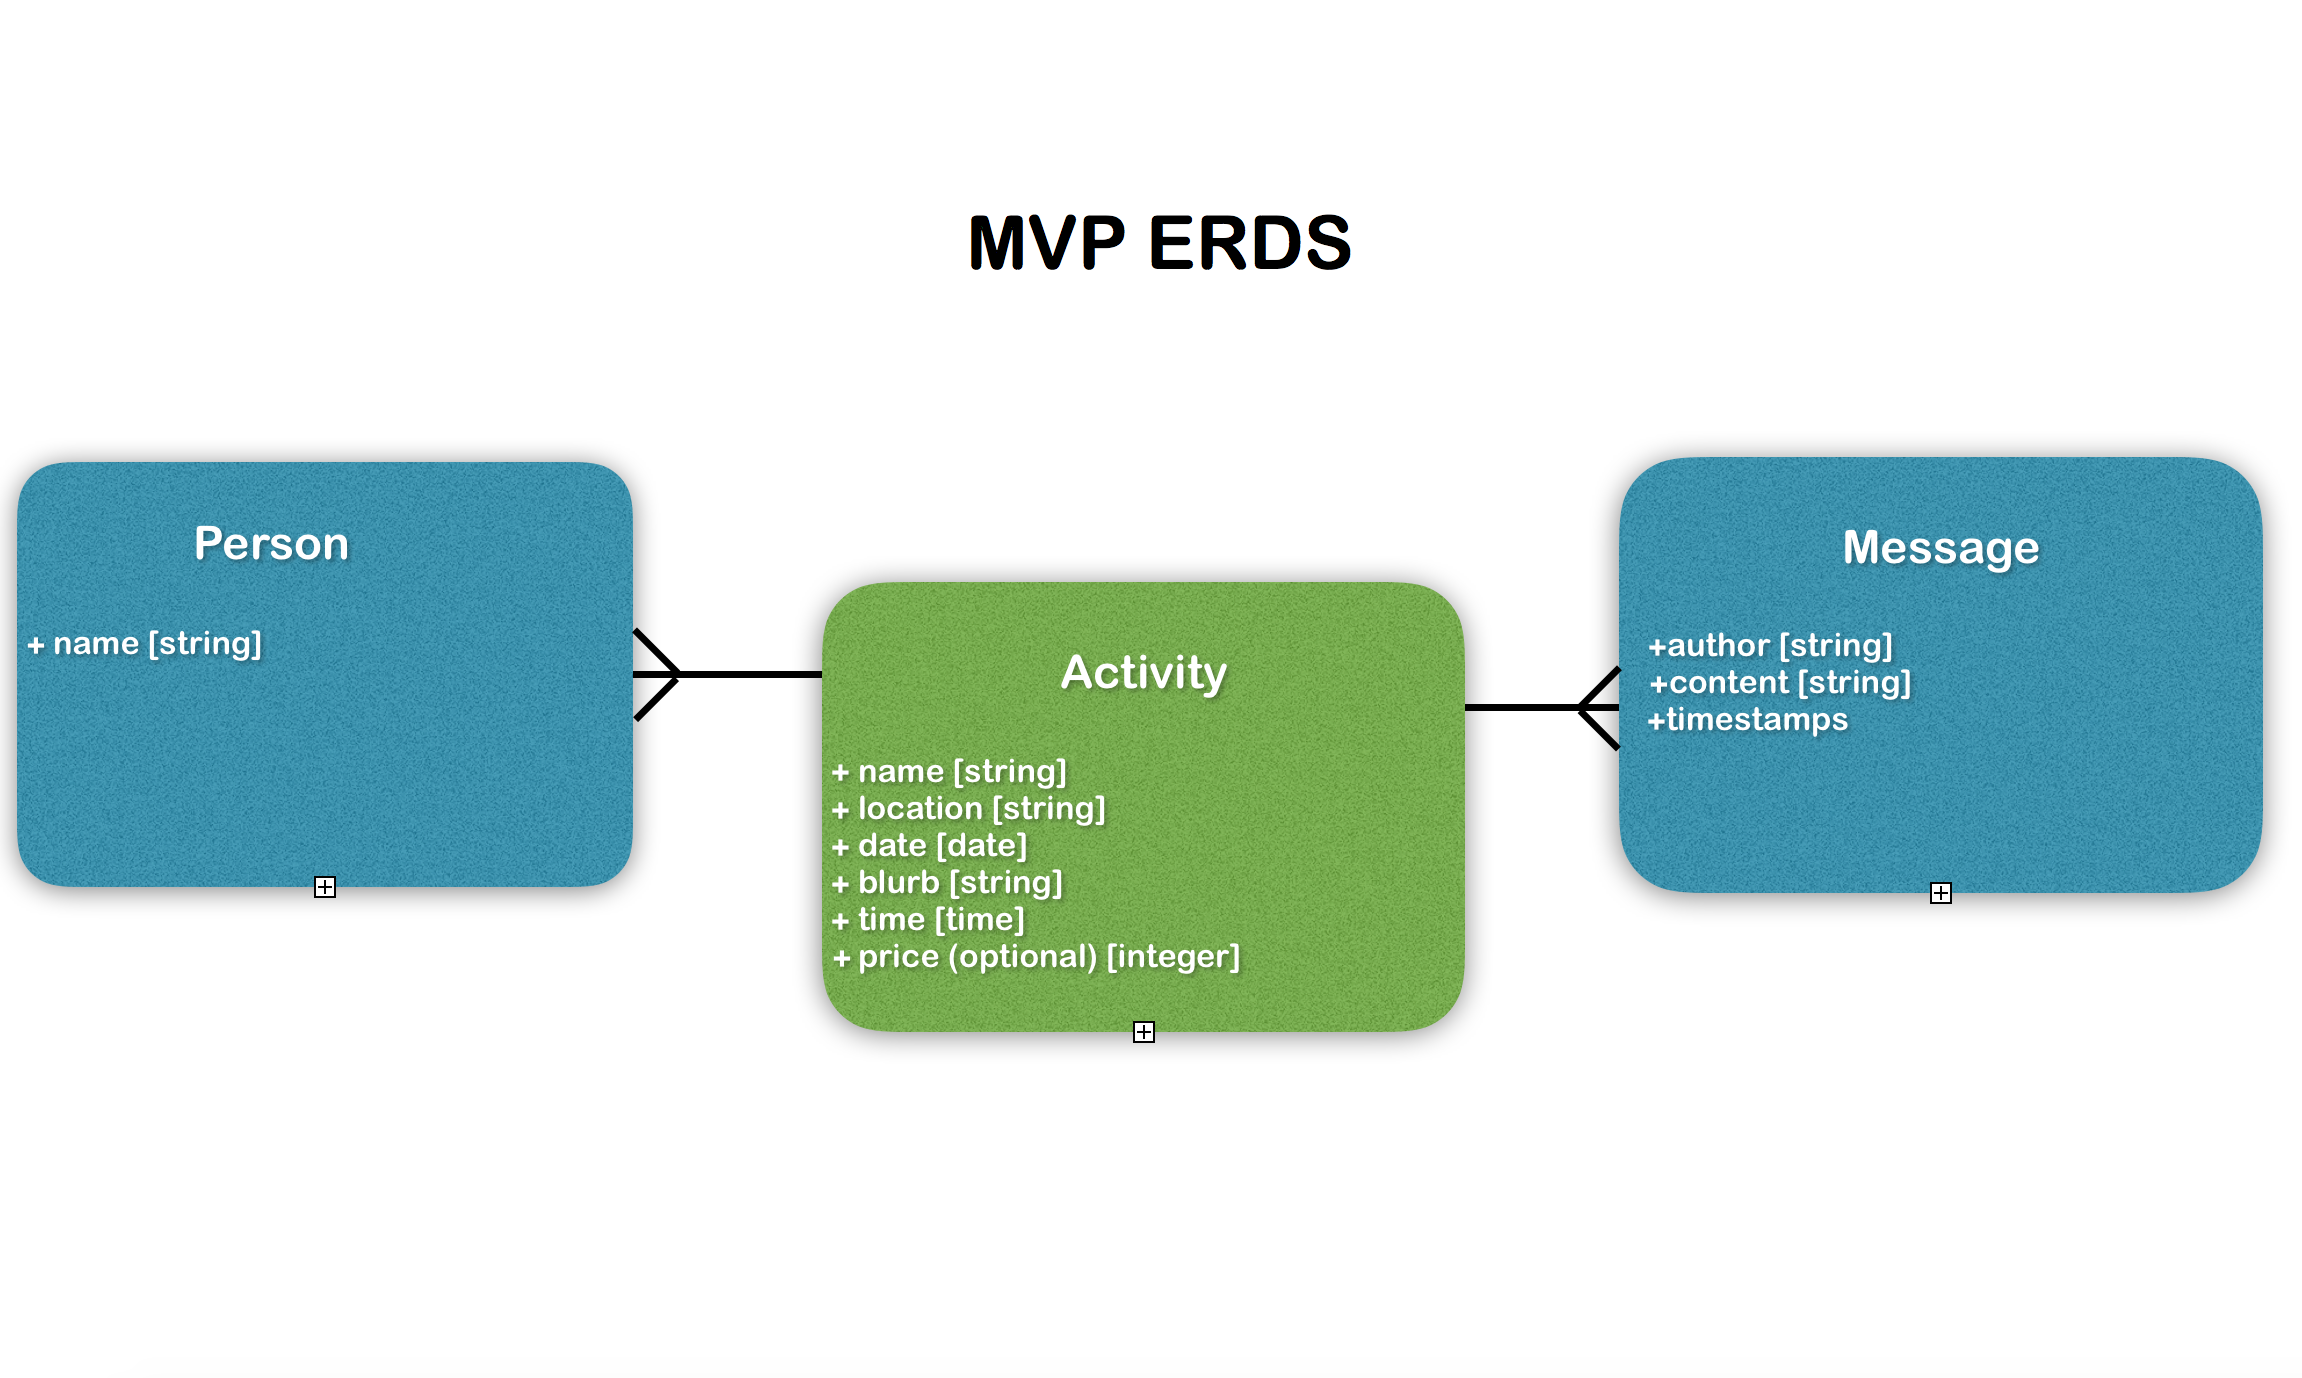 MVP ERDS
Person
+ name [string]
Activity
+ name [string]
+ location [string]
+ date [date]
+ blurb [string]
+ time [time]
+ price (optional) [integer]
Message
+author [string]
+content [string]
+timestamps